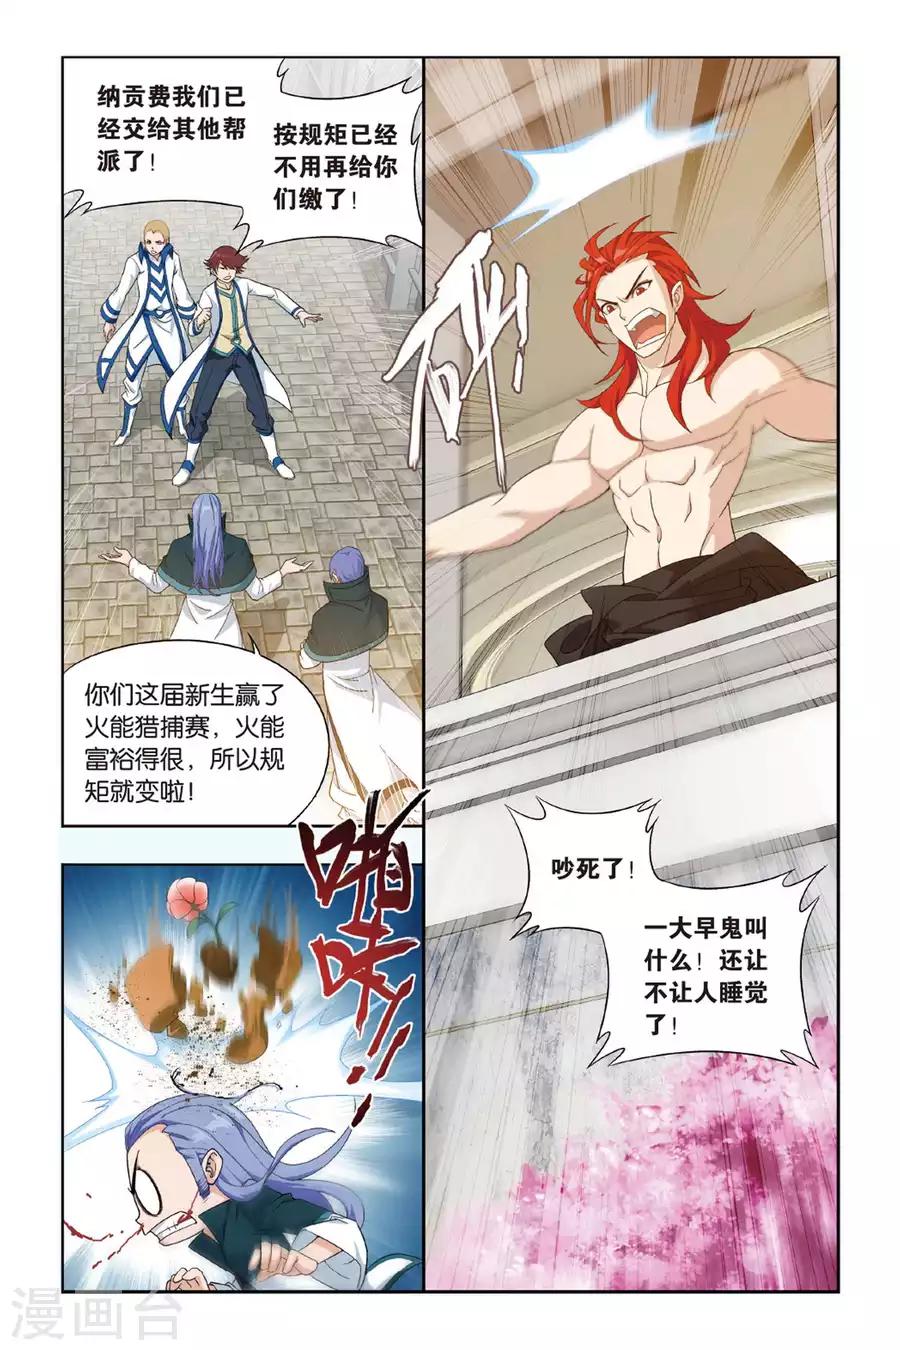 纳贡费我们已
经交给其他帮
派了！
按规矩已经
不用再给你
们缴了！
你们这届新生赢了
火能猎捕赛，火能
富裕得很，所以规
矩就变啦！
啪
咔!!
吵死了！
一大早鬼叫
什么！还让
不让人睡觉
了！
漫画台